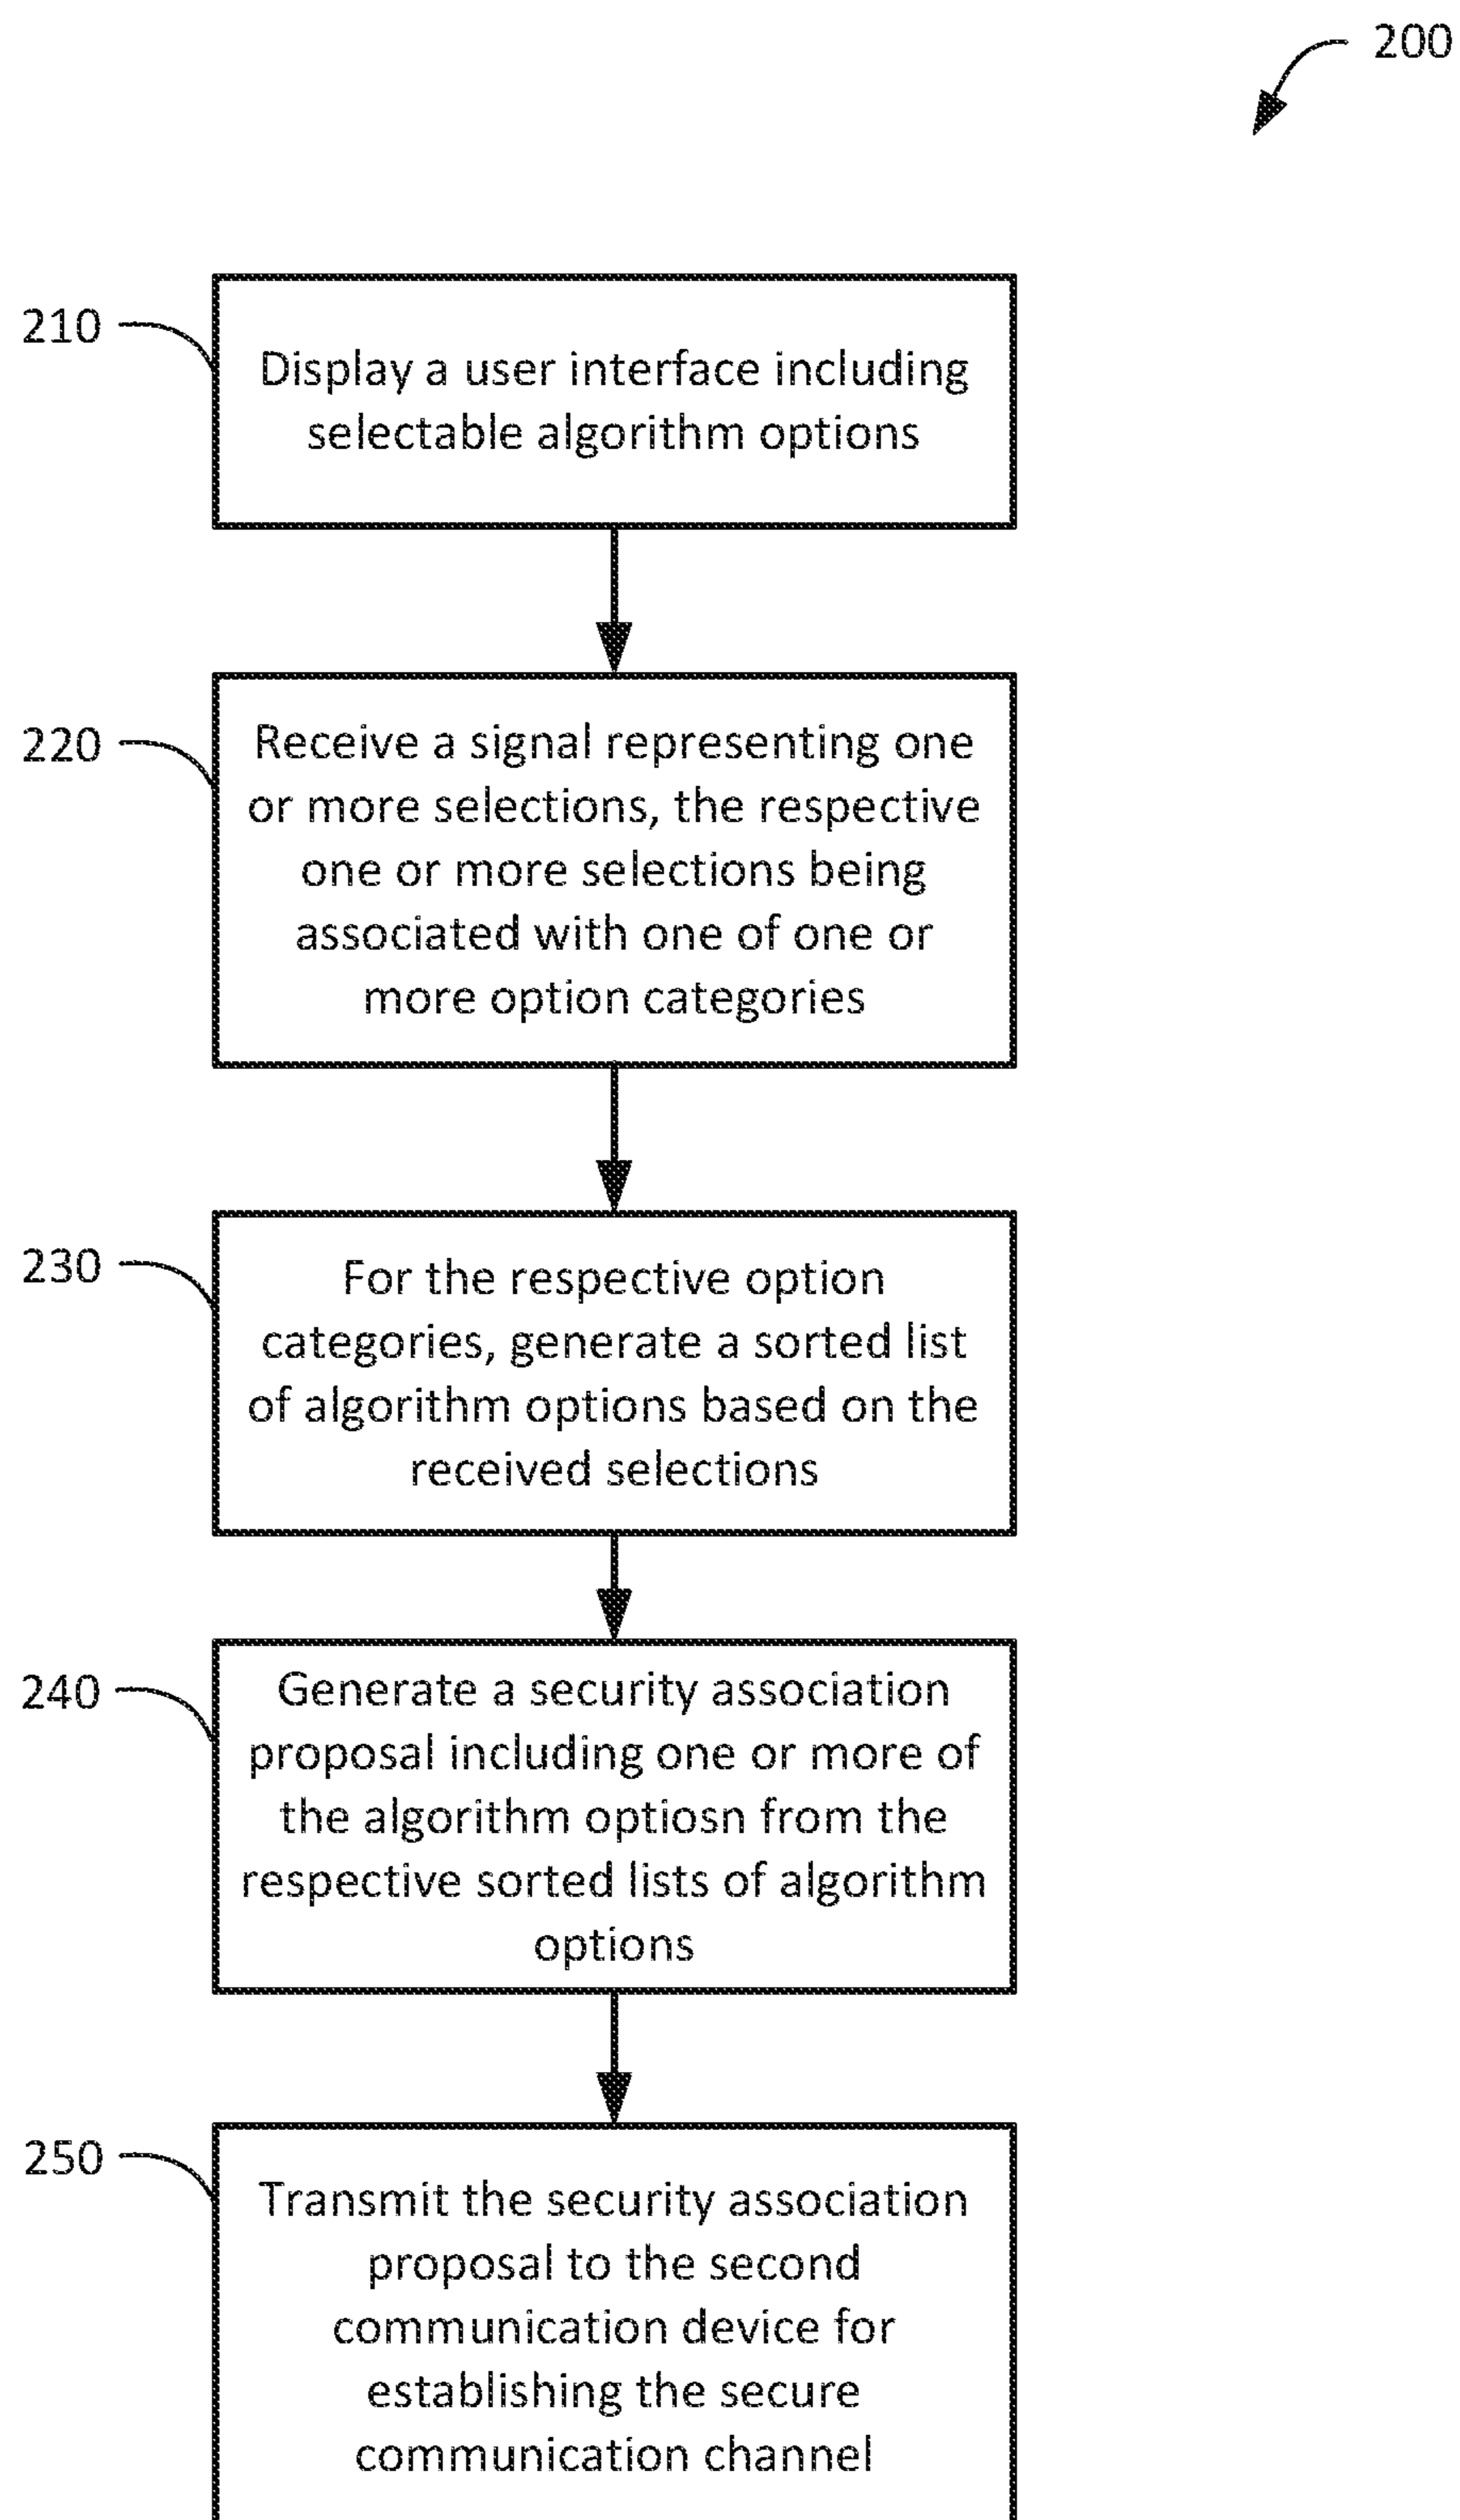 200
210
Display a user interface including
selectable algorithm options
220
Receive a signal representing one
or more selections, the respective
one or more selections being
associated with one of one or
more option categories
230
For the respective option
categories, generate a sorted list
of algorithm options based on the
received selections
240
Generate a security association
proposal including one or more of
the algorithm optiosn from the
respective sorted lists of algorithm
options
250
Transmit the security association
proposal to the second
communication device for
establishing the secure
communication channel